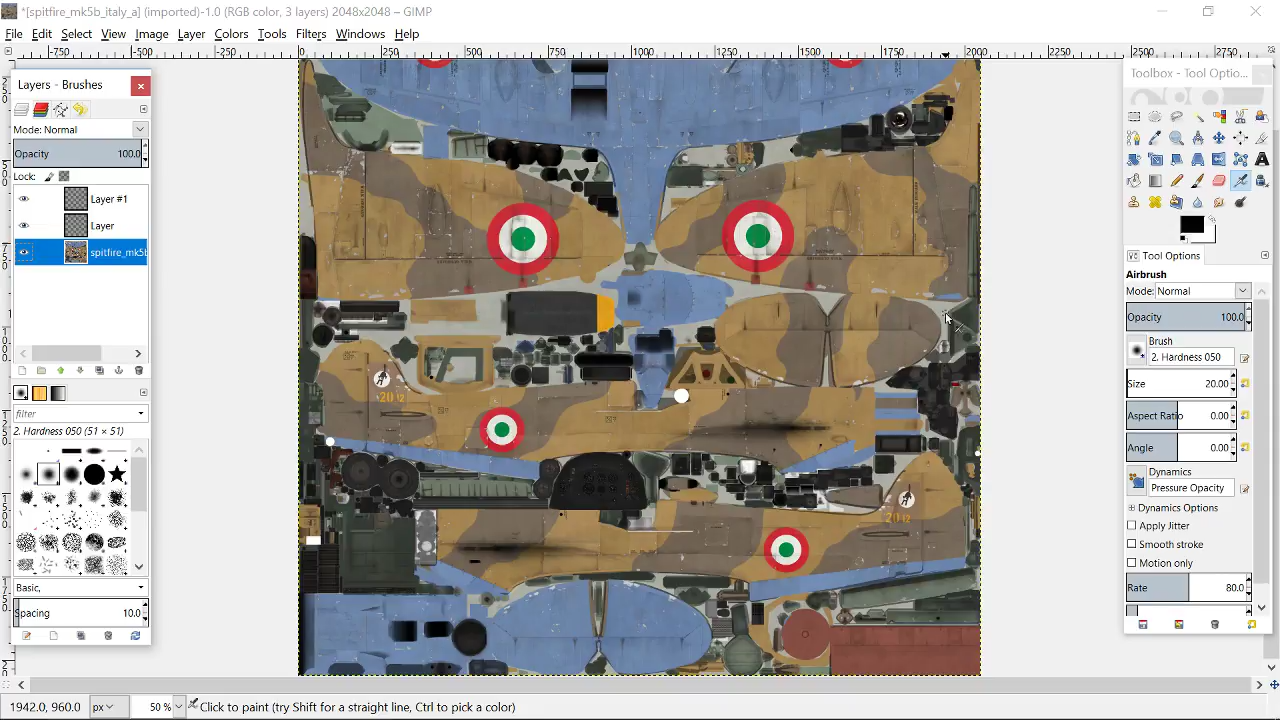 *[spitfire_mk5b_italy_a] (imported)-1.0 (RGB color, 3 layers) 2048x2048 – GIMP
File Edit Select View Image Layer Colors Tools Filters Windows Help
Layers - Brushes
Mode: Normal
Opacity 100.0
Lock:
ayer #1
Layer
spitfire_mk5b
filter
2. Hardness 050 (51 × 51)
Basic,
Spacing 10.0
-750 -500 -250 0 250 500 750 1000 1250 1500 1750 2000 2250 2500 2750
Toolbox - Tool Optio...
Tool Options
Airbrush
Mode: Normal
Opacity 100.0
Brush
2. Hardness 050
Size 20.00
Aspect Ratio 0.00
Angle 0.00
Dynamics
Pressure Opacity
Dynamics Options
Apply Jitter
Smooth stroke
Motion only
Rate 80.0
20 12
20 12
1942.0, 960.0 px 50 % Click to paint (try Shift for a straight line, Ctrl to pick a color)